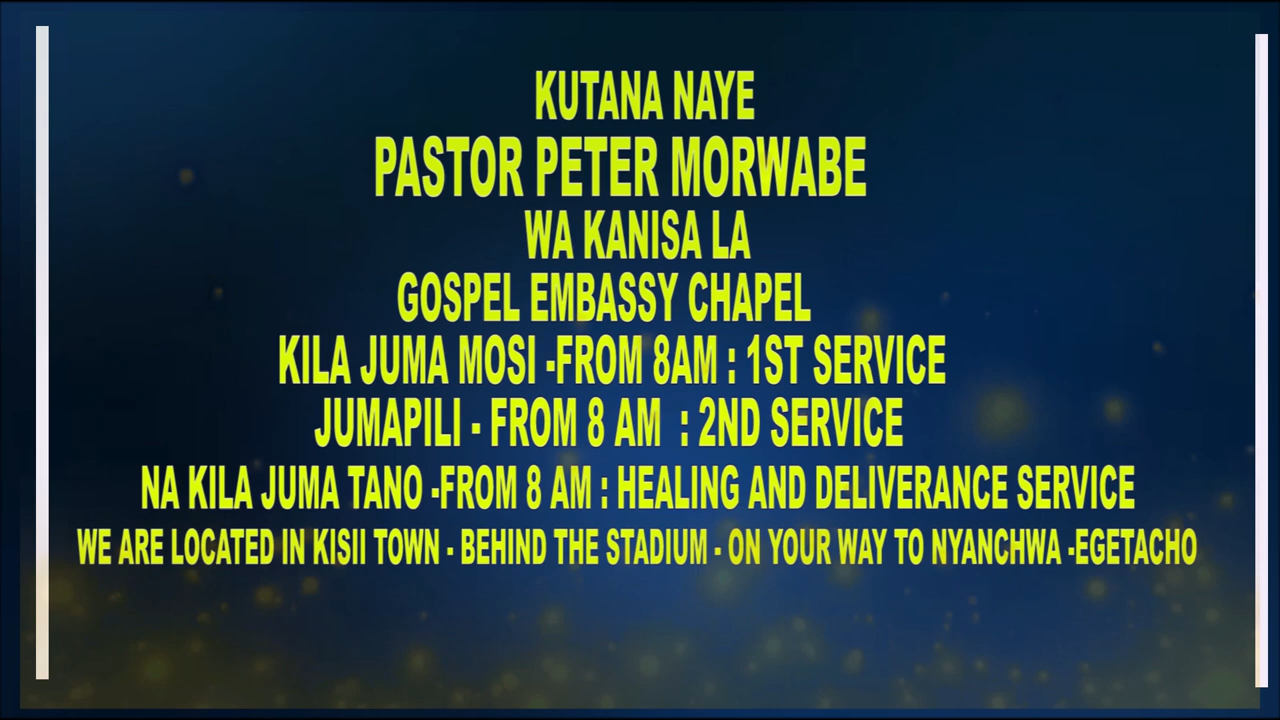 KUTANA NAYE
PASTOR PETER MORWABE
WA KANISA LA
GOSPEL EMBASSY CHAPEL
KILA JUMA MOSI -FROM 8AM : 1ST SERVICE
JUMAPILI - FROM 8 AM : 2ND SERVICE
NA KILA JUMA TANO -FROM 8 AM : HEALING AND DELIVERANCE SERVICE
WE ARE LOCATED IN KISII TOWN - BEHIND THE STADIUM - ON YOUR WAY TO NYANCHWA -EGETACHO